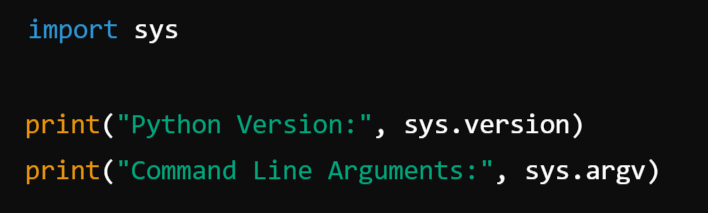 import sys
print("Python Version:", sys.version)
print("Command Line Arguments:", sys.argv)